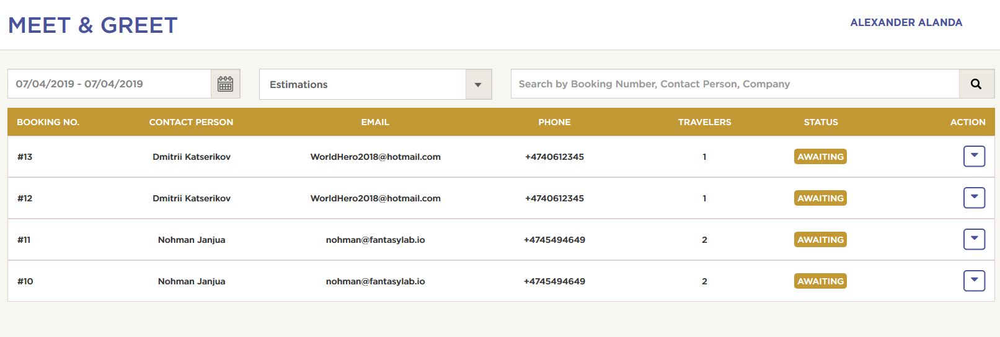 MEET & GREET
ALEXANDER ALANDA
07/04/2019 - 07/04/2019
Estimations
Search by Booking Number, Contact Person, Company
BOOKING NO. CONTACT PERSON EMAIL PHONE TRAVELERS STATUS ACTION
#13 Dmitrii Katserikov WorldHero2018@hotmail.com +4740612345 1 AWAITING
#12 Dmitrii Katserikov WorldHero2018@hotmail.com +4740612345 1 AWAITING
#11 Nohman Janjua nohman@fantasylab.io +4745494649 2 AWAITING
#10 Nohman Janjua nohman@fantasylab.io +4745494649 2 AWAITING